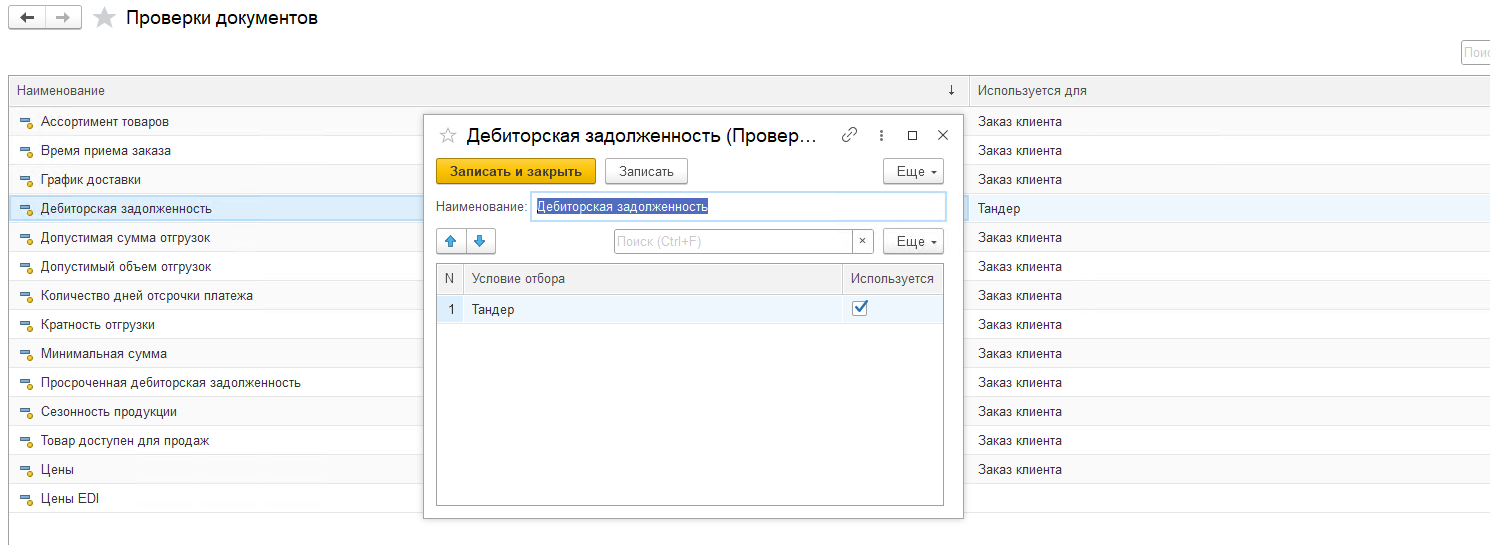 Проверки документов
Поис
Наименование ↓ Используется для
Ассортимент товаров Заказ клиента
Время приема заказа Заказ клиента
График доставки Заказ клиента
Дебиторская задолженность Тандер
Допустимая сумма отгрузок Заказ клиента
Допустимый объем отгрузок Заказ клиента
Количество дней отсрочки платежа Заказ клиента
Кратность отгрузки Заказ клиента
Минимальная сумма Заказ клиента
Просроченная дебиторская задолженность Заказ клиента
Сезонность продукции Заказ клиента
Товар доступен для продаж Заказ клиента
Цены Заказ клиента
Цены EDI
Дебиторская задолженность (Провер...
Записать и закрыть Записать Еще
Наименование: Дебиторская задолженность
Поиск (Ctrl+F) × Еще
N Условие отбора Используется
1 Тандер